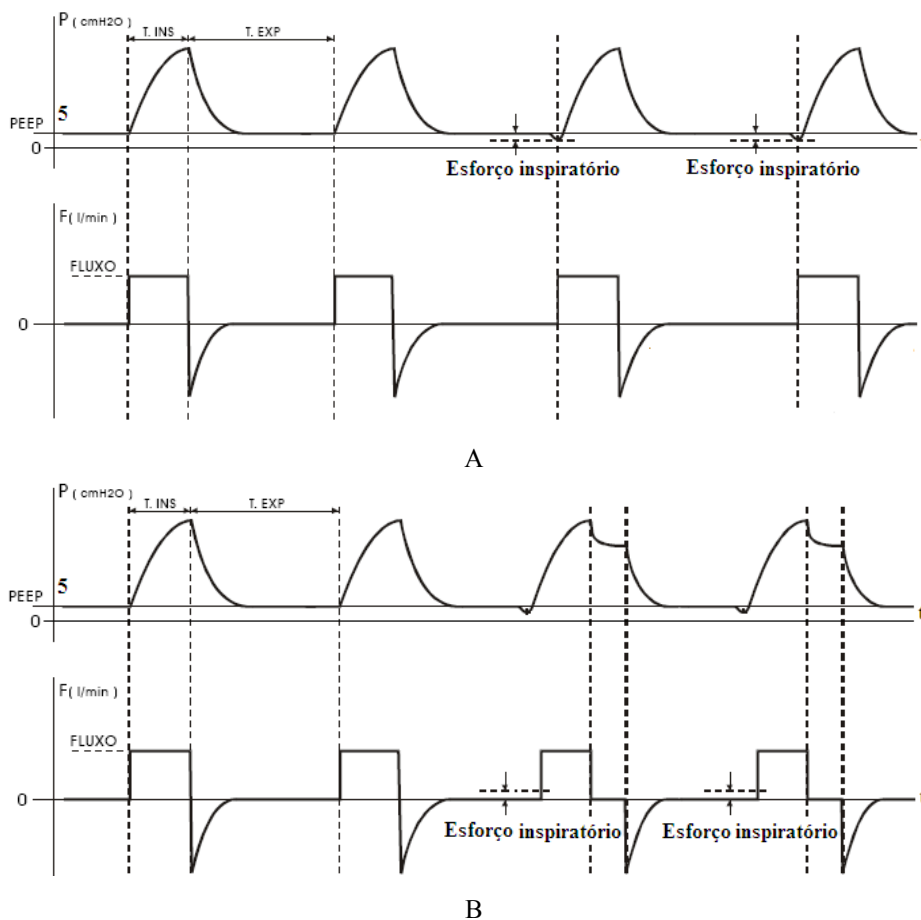 P ( cmH2O )
T. INS
T. EXP
5
PEEP
0
Esforço inspiratório
Esforço inspiratório
F( l/min )
FLUXO
0
A
P ( cmH2O )
T. INS
T. EXP
5
PEEP
0
t
F( l/min )
FLUXO
0
t
Esforço inspiratório
Esforço inspiratório
B